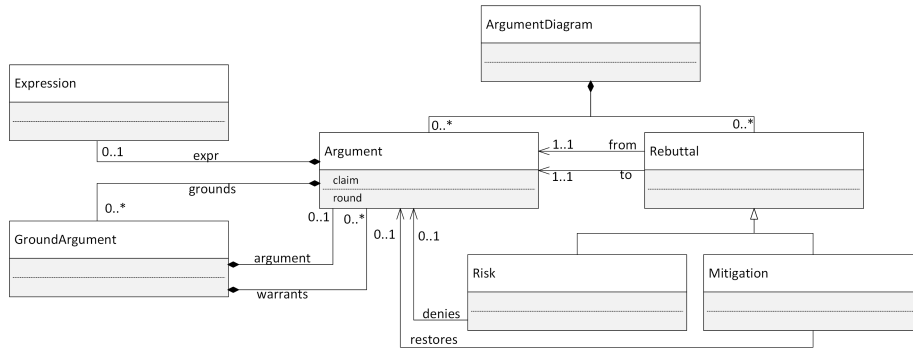 ArgumentDiagram
Expression
0..*
0..*
Argument
Rebuttal
1..1
from
0..1
expr
claim
1..1
to
grounds
round
0..*
0..1
0..*
0..1
0..1
GroundArgument
argument
Risk
Mitigation
warrants
denies
restores